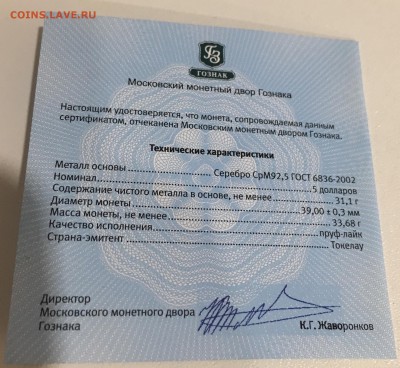 COINS.LAVE.RU
ГЗ
ГОЗНАК
Московский монетный двор Гознака
Настоящим удостоверяется, что монета, сопровождаемая данным
сертификатом, отчеканена Московским монетным двором Гознака.
Технические характеристики
Металл основы Серебро СрМ92,5 ГОСТ 6836-2002
Номинал 5 долларов
Содержание чистого металла в основе, не менее 31,1 г
Диаметр монеты 39,00 ± 0,3 мм
Масса монеты, не менее 33,68 г
Качество исполнения пруф-лайк
Страна-эмитент Токелау
Директор
Московского монетного двора
Гознака К.Г. Жаворонков